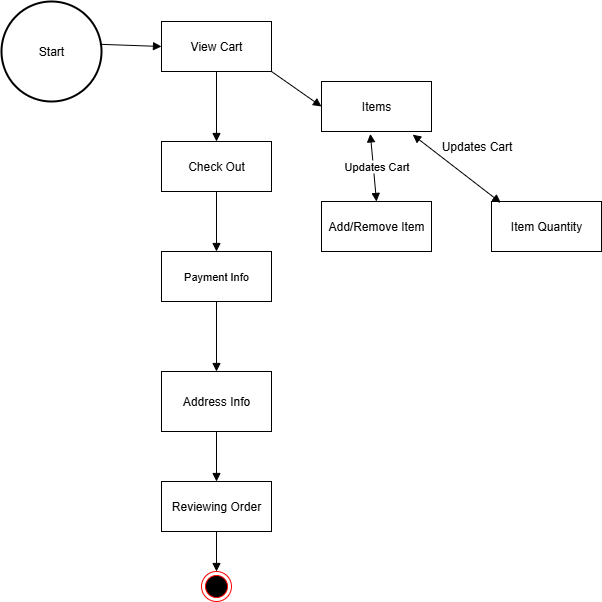 Start
View Cart
Items
Updates Cart
Check Out
Updates Cart
Add/Remove Item
Item Quantity
Payment Info
Address Info
Reviewing Order